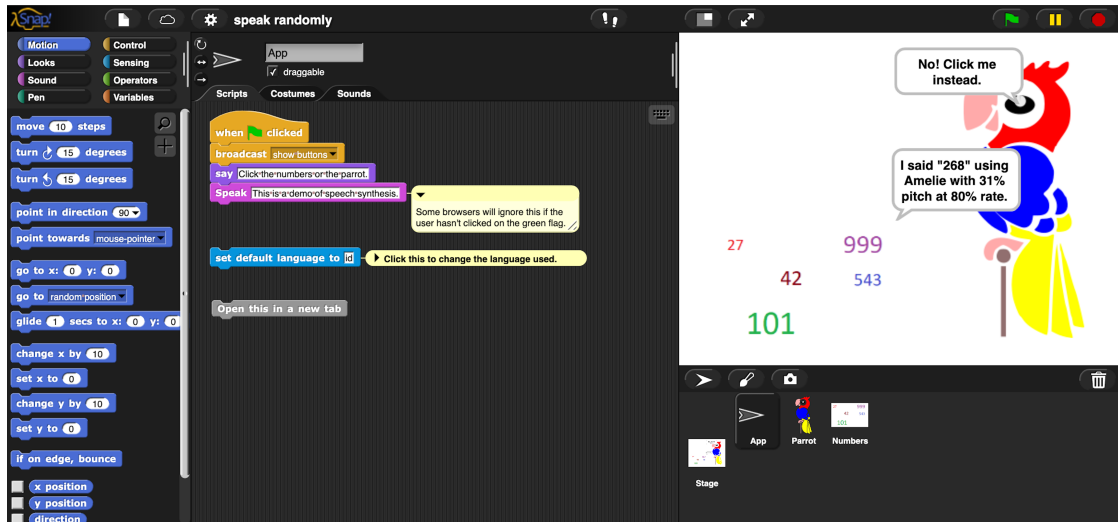 Snap!
speak randomly
Motion
Control
Looks
Sensing
Sound
Operators
Pen
Variables
move 10 steps
turn 15 degrees
turn 15 degrees
point in direction 90
point towards mouse-pointer
go to x: 0 y: 0
go to random position
glide 1 secs to x: 0 y: 0
change x by 10
set x to 0
change y by 10
set y to 0
if on edge, bounce
x position
y position
direction
App
draggable
Scripts
Costumes
Sounds
when clicked
broadcast show buttons
say Click the numbers or the parrot.
Speak This is a demo of speech synthesis.
Some browsers will ignore this if the
user hasn't clicked on the green flag.
set default language to id
Click this to change the language used.
Open this in a new tab
No! Click me
instead.
I said "268" using
Amelie with 31%
pitch at 80% rate.
27
999
42
543
101
Stage
App
Parrot
Numbers
27
999
42
543
101